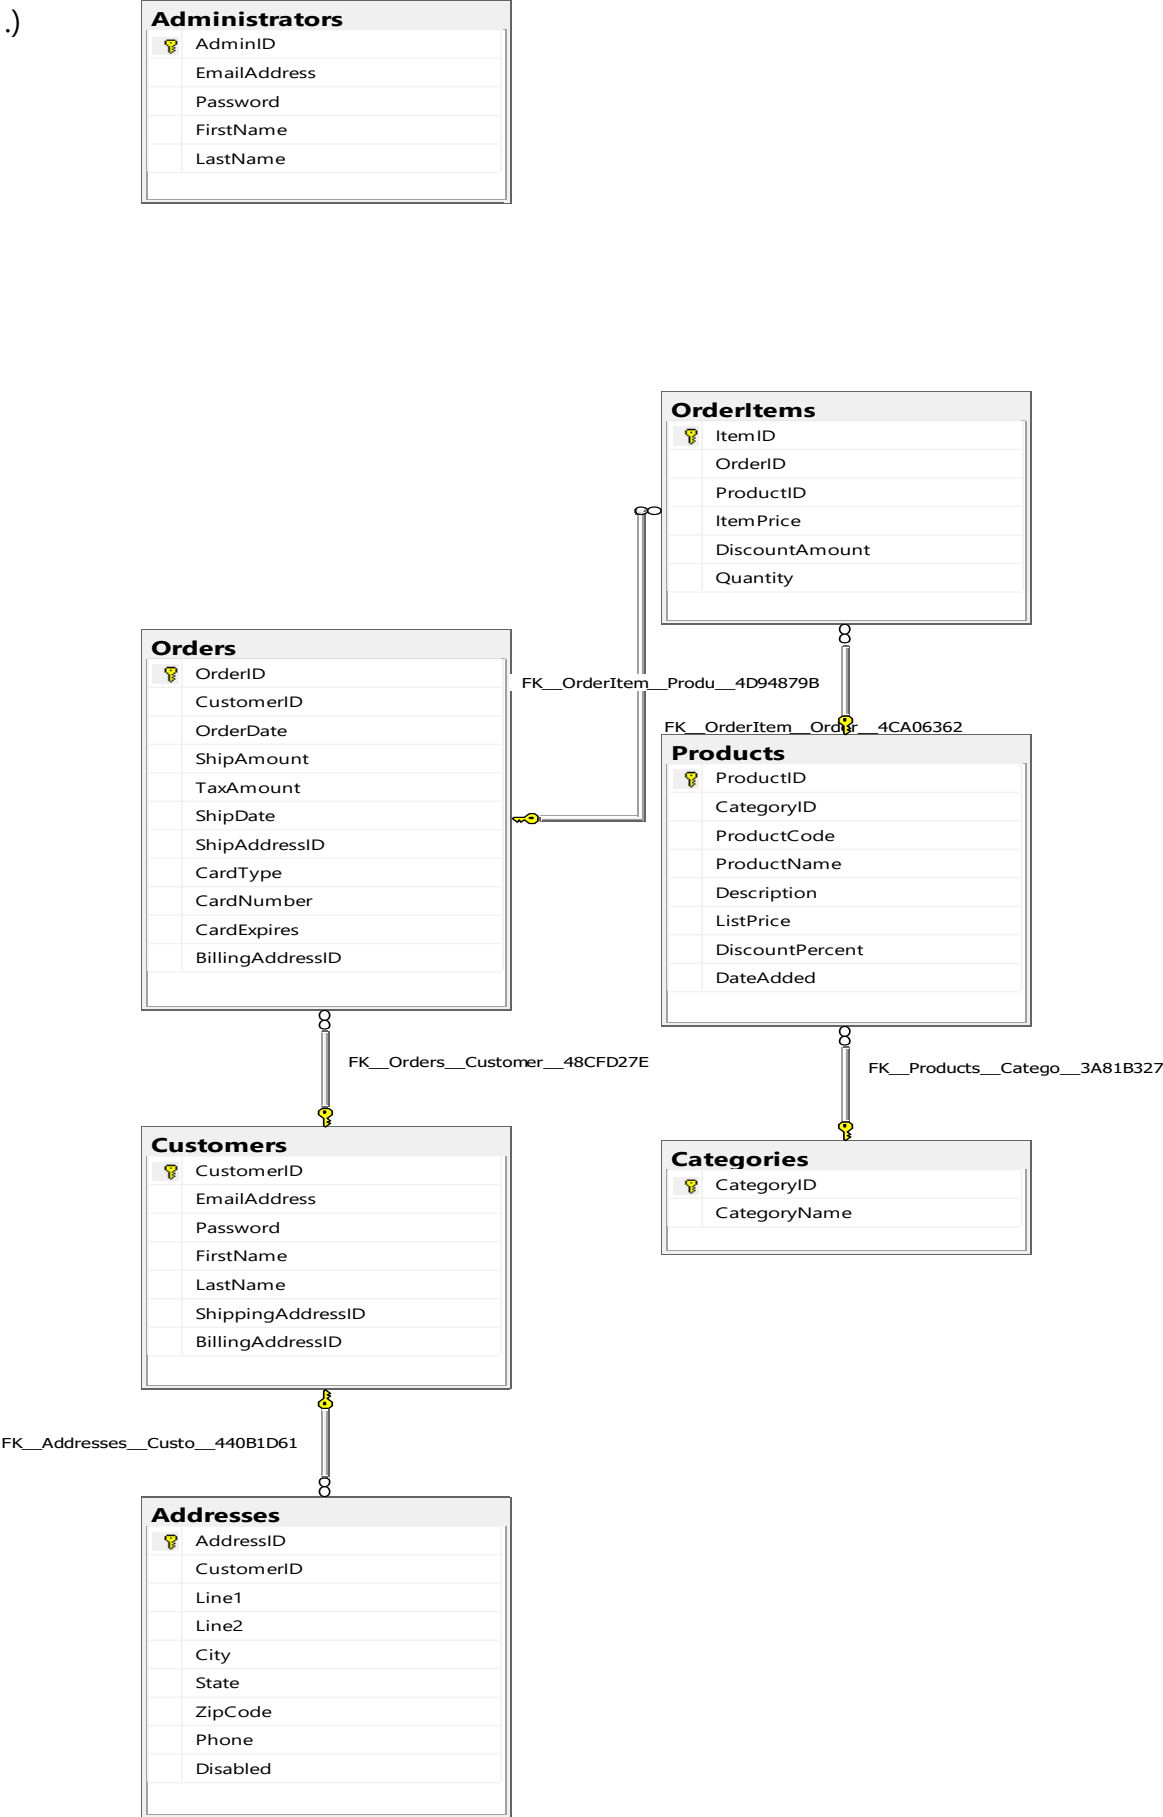 .)
Administrators
AdminID
EmailAddress
Password
FirstName
LastName
OrderItems
ItemID
OrderID
ProductID
ItemPrice
DiscountAmount
Quantity
Orders
OrderID
CustomerID
OrderDate
ShipAmount
TaxAmount
ShipDate
ShipAddressID
CardType
CardNumber
CardExpires
BillingAddressID
FK__OrderItem__Produ__4D94879B
FK__OrderItem__Order__4CA06362
Products
ProductID
CategoryID
ProductCode
ProductName
Description
ListPrice
DiscountPercent
DateAdded
FK__Orders__Customer__48CFD27E
FK__Products__Catego__3A81B327
Customers
CustomerID
EmailAddress
Password
FirstName
LastName
ShippingAddressID
BillingAddressID
Categories
CategoryID
CategoryName
FK__Addresses__Custo__440B1D61
Addresses
AddressID
CustomerID
Line1
Line2
City
State
ZipCode
Phone
Disabled